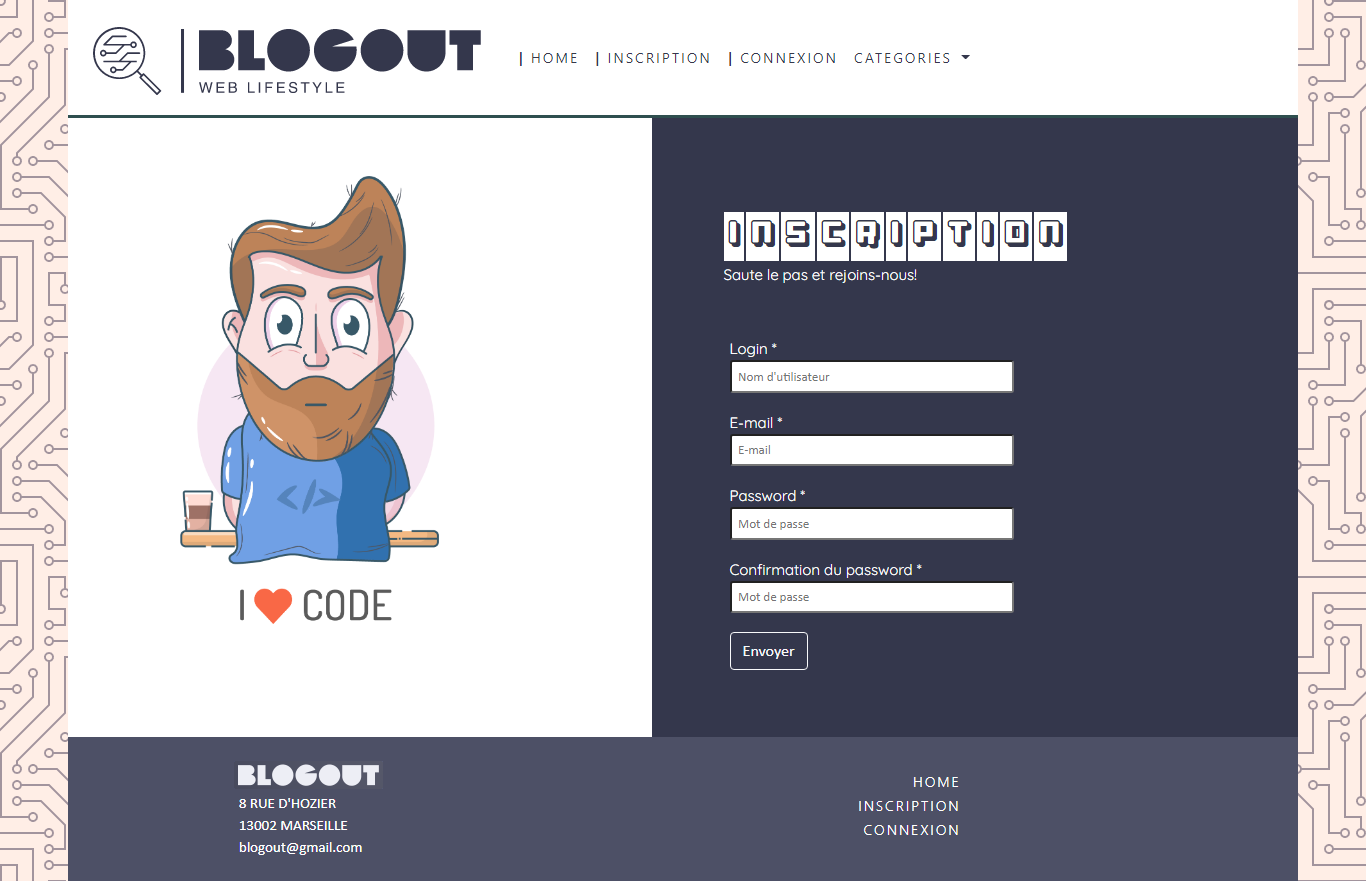 BLOGOUT
WEB LIFESTYLE
| HOME | INSCRIPTION | CONNEXION CATEGORIES
INSCRIPTION
Saute le pas et rejoins-nous!
Login *
Nom d'utilisateur
E-mail *
E-mail
Password *
Mot de passe
Confirmation du password *
Mot de passe
Envoyer
</>
I ♥ CODE
BLOGOUT
8 RUE D'HOZIER
13002 MARSEILLE
blogout@gmail.com
HOME
INSCRIPTION
CONNEXION